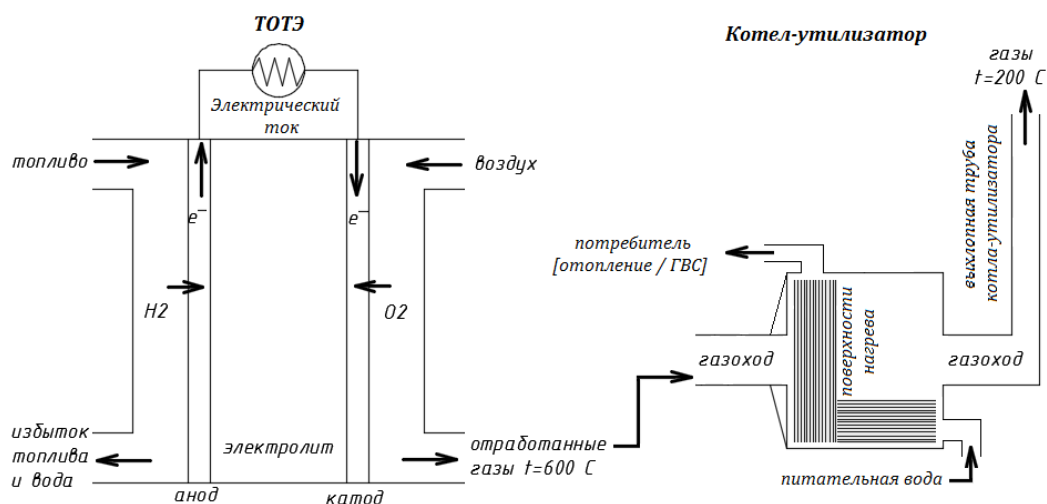 ТОТЭ
Электрический
ток
топливо
воздух
e⁻
e⁻
H2
O2
избыток
топлива
и вода
электролит
отработанные
газы t=600 C
анод
катод
Котел-утилизатор
газы
t=200 C
выхлопная труба
котла-утилизатора
потребитель
[отопление / ГВС]
газоход
поверхности
нагрева
газоход
питательная вода